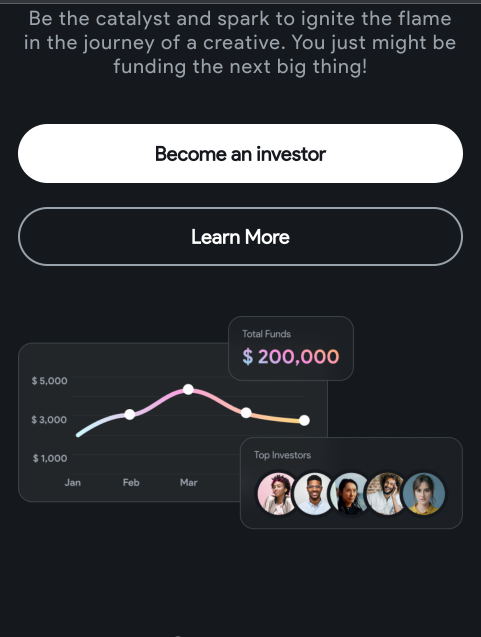 Be the catalyst and spark to ignite the flame
in the journey of a creative. You just might be
funding the next big thing!
Become an investor
Learn More
Total Funds
$ 200,000
$ 5,000
$ 3,000
$ 1,000
Jan Feb Mar
Top Investors